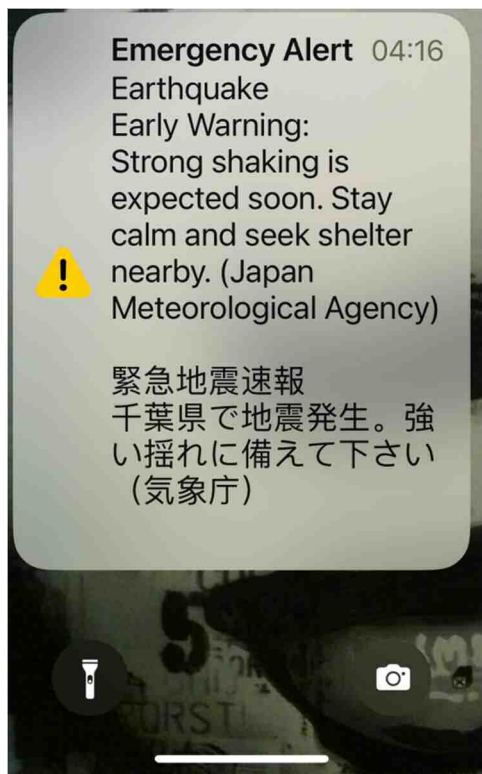 Emergency Alert 04:16
Earthquake
Early Warning:
Strong shaking is
expected soon. Stay
calm and seek shelter
nearby. (Japan
Meteorological Agency)
緊急地震速報
千葉県で地震発生。強
い揺れに備えて下さい
（気象庁）
5